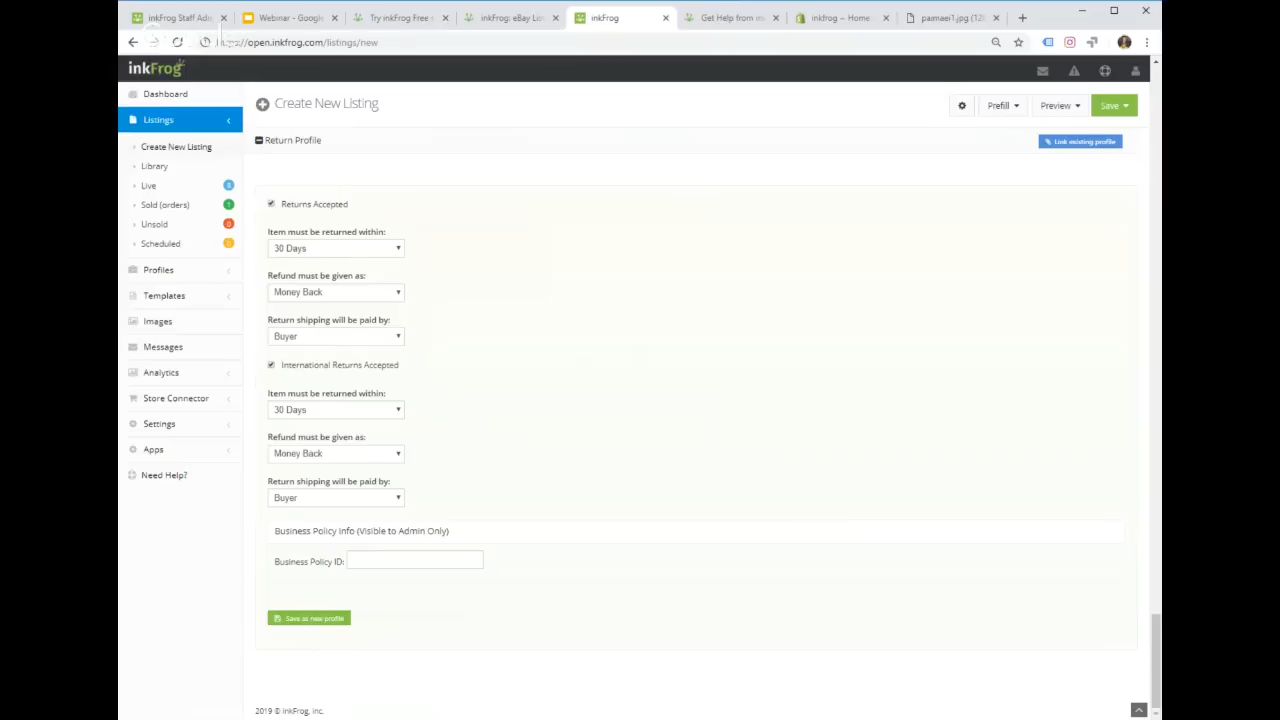 inkFrog Staff Adm
Webinar - Google
Try inkFrog Free
inkFrog: eBay Lis
inkFrog
Get Help from
inkfrog ~ Home
pamaei1.jpg (12
open.inkfrog.com/listings/new
inkFrog
Dashboard
Listings
Create New Listing
Library
Live
8
Sold (orders)
1
Unsold
0
Scheduled
0
Profiles
Templates
Images
Messages
Analytics
Store Connector
Settings
Apps
Need Help?
Create New Listing
Prefill
Preview
Save
Return Profile
Link existing profile
Returns Accepted
Item must be returned within:
30 Days
Refund must be given as:
Money Back
Return shipping will be paid by:
Buyer
International Returns Accepted
Item must be returned within:
30 Days
Refund must be given as:
Money Back
Return shipping will be paid by:
Buyer
Business Policy info (Visible to Admin Only)
Business Policy ID:
Save as new profile
2019 © InkFrog, inc.